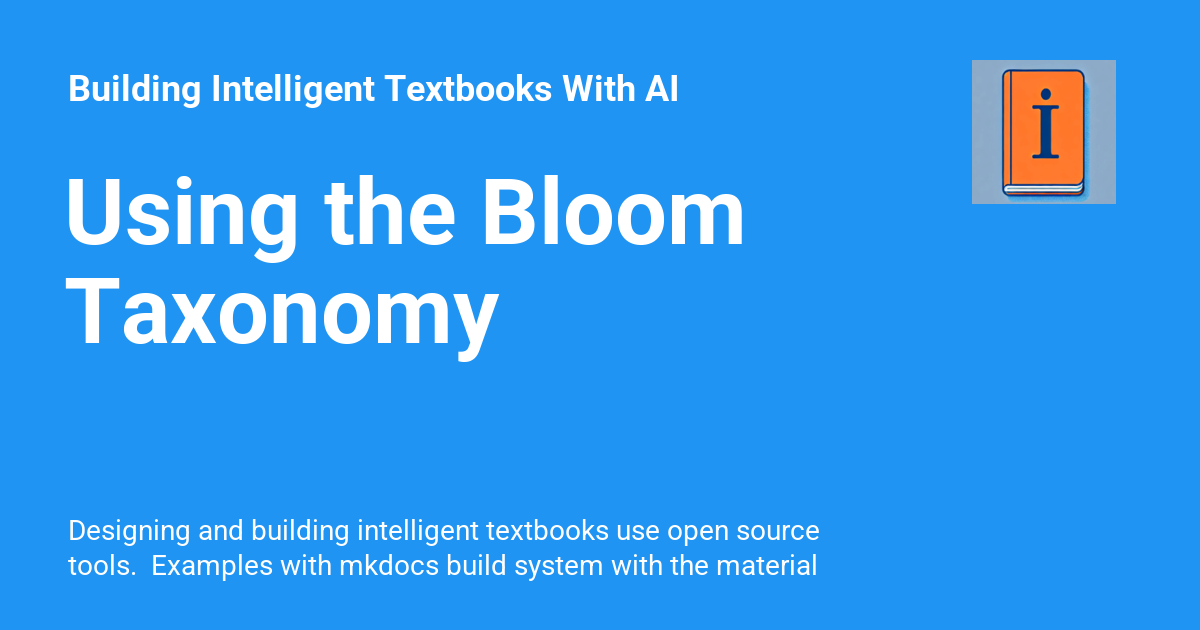 Building Intelligent Textbooks With AI
i
Using the Bloom
Taxonomy
Designing and building intelligent textbooks use open source
tools.  Examples with mkdocs build system with the material